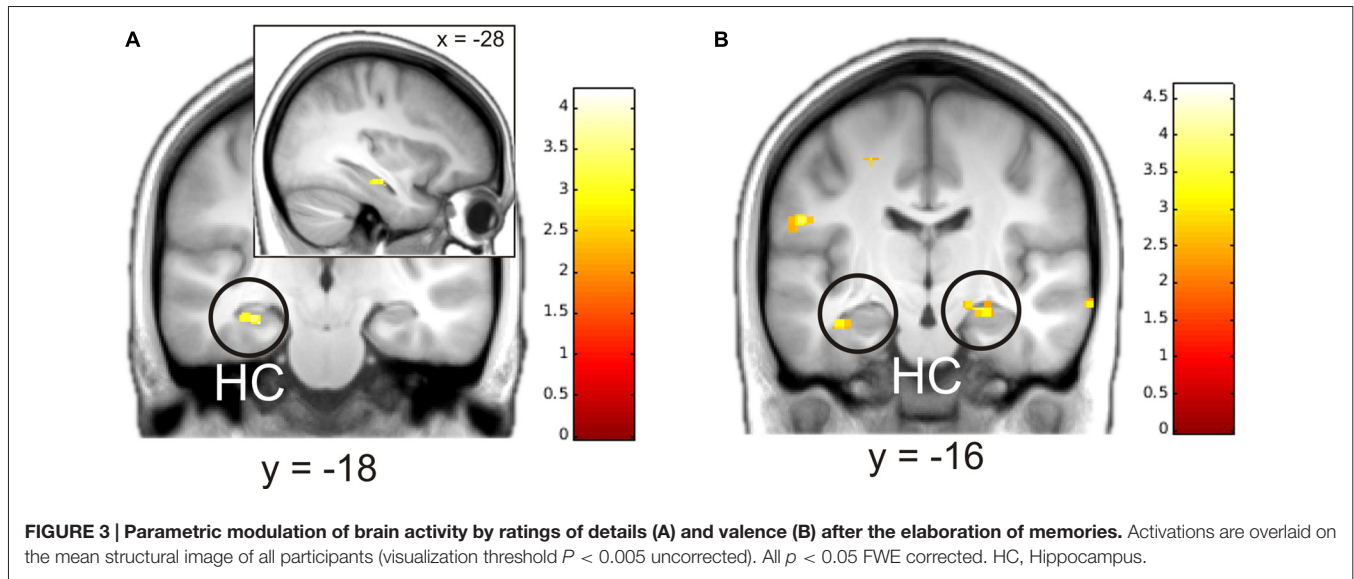 A
x = -28
4
3.5
3
2.5
2
1.5
1
0.5
0
HC
y = -18
B
4.5
4
3.5
3
2.5
2
1.5
1
0.5
0
HC
y = -16
FIGURE 3 | Parametric modulation of brain activity by ratings of details (A) and valence (B) after the elaboration of memories. Activations are overlaid on
the mean structural image of all participants (visualization threshold P < 0.005 uncorrected). All p < 0.05 FWE corrected. HC, Hippocampus.